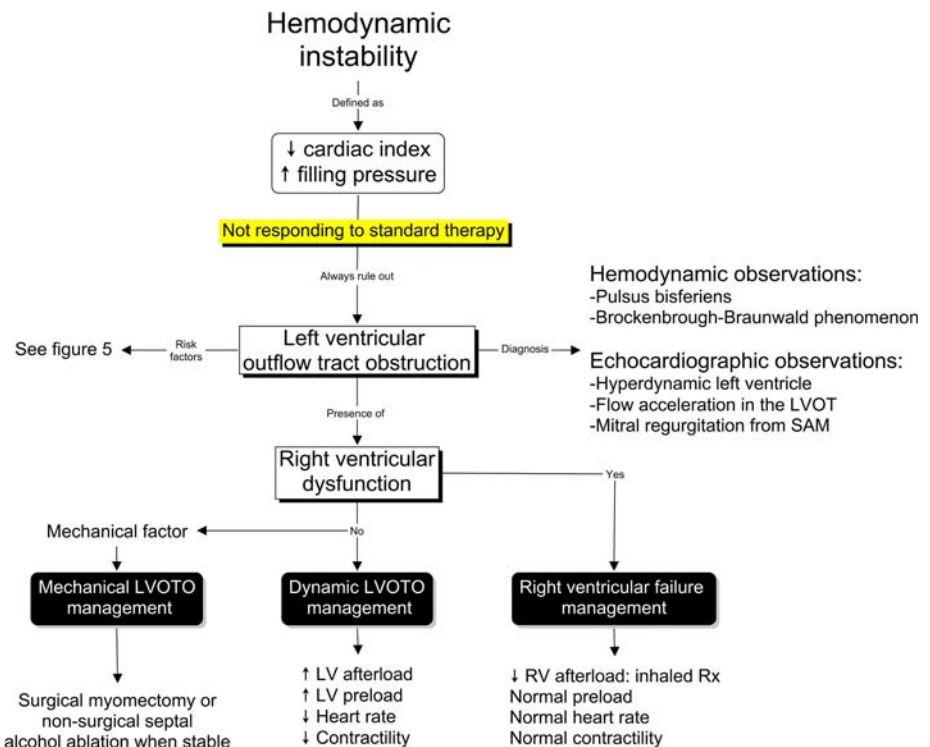 Hemodynamic
instability
Defined as
↓ cardiac index
↑ filling pressure
Not responding to standard therapy
Always rule out
Hemodynamic observations:
-Pulsus bisferiens
-Brockenbrough-Braunwald phenomenon
See figure 5
Risk
factors
Left ventricular
outflow tract obstruction
Diagnosis
Echocardiographic observations:
-Hyperdynamic left ventricle
-Flow acceleration in the LVOT
-Mitral regurgitation from SAM
Presence of
Right ventricular
dysfunction
Yes
Mechanical factor
No
Mechanical LVOTO
management
Dynamic LVOTO
management
Right ventricular failure
management
Surgical myomectomy or
non-surgical septal
alcohol ablation when stable
↑ LV afterload
↑ LV preload
↓ Heart rate
↓ Contractility
↓ RV afterload: inhaled Rx
Normal preload
Normal heart rate
Normal contractility